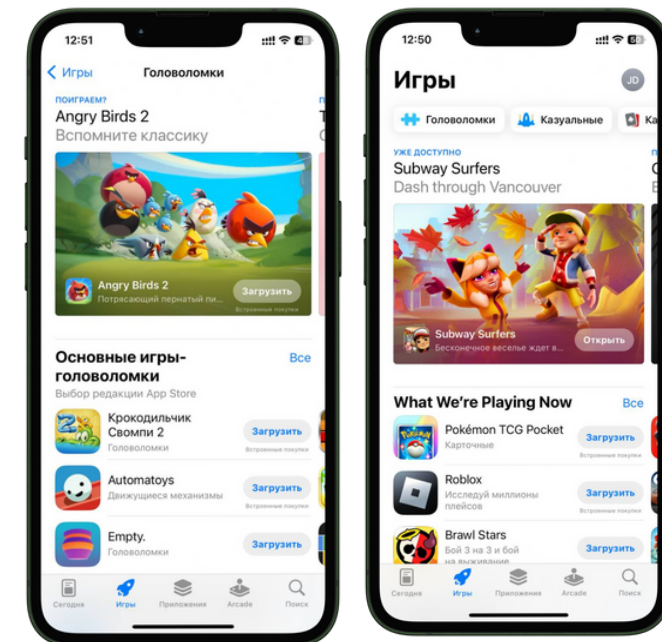 12:51
Игры
Головоломки
ПОИГРАЕМ?
Angry Birds 2
Вспомните классику
Angry Birds 2
Потрясающий пернатый пи...
Загрузить
Встроенные покупки
Основные игры-
головоломки
Все
Выбор редакции App Store
Крокодильчик
Свомпи 2
Головоломки
Загрузить
Automatoys
Движущиеся механизмы
Загрузить
Встроенные покупки
Empty.
Головоломки
Загрузить
Сегодня
Игры
Приложения
Arcade
Поиск
12:50
Игры
JD
Головоломки
Казуальные
Ка
УЖЕ ДОСТУПНО
Subway Surfers
Dash through Vancouver
Subway Surfers
Бесконечное веселье ждет в...
Открыть
What We're Playing Now
Все
Pokémon TCG Pocket
Карточные
Загрузить
Встроенные покупки
Roblox
Исследуй миллионы
плейсов
Загрузить
Встроенные покупки
Brawl Stars
Бой 3 на 3 и бой
на выживание
Загрузить
Сегодня
Игры
Приложения
Arcade
Поиск